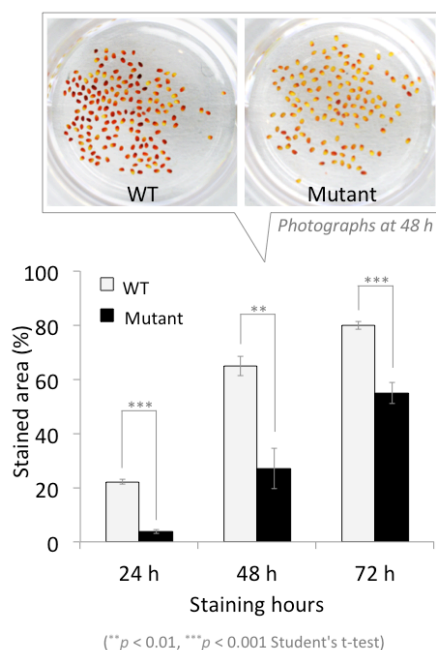 WT
Mutant
Photographs at 48 h
100
80
60
40
20
0
Stained area (%)
WT
Mutant
***
**
***
24 h
48 h
72 h
Staining hours
(**p < 0.01, ***p < 0.001 Student's t-test)